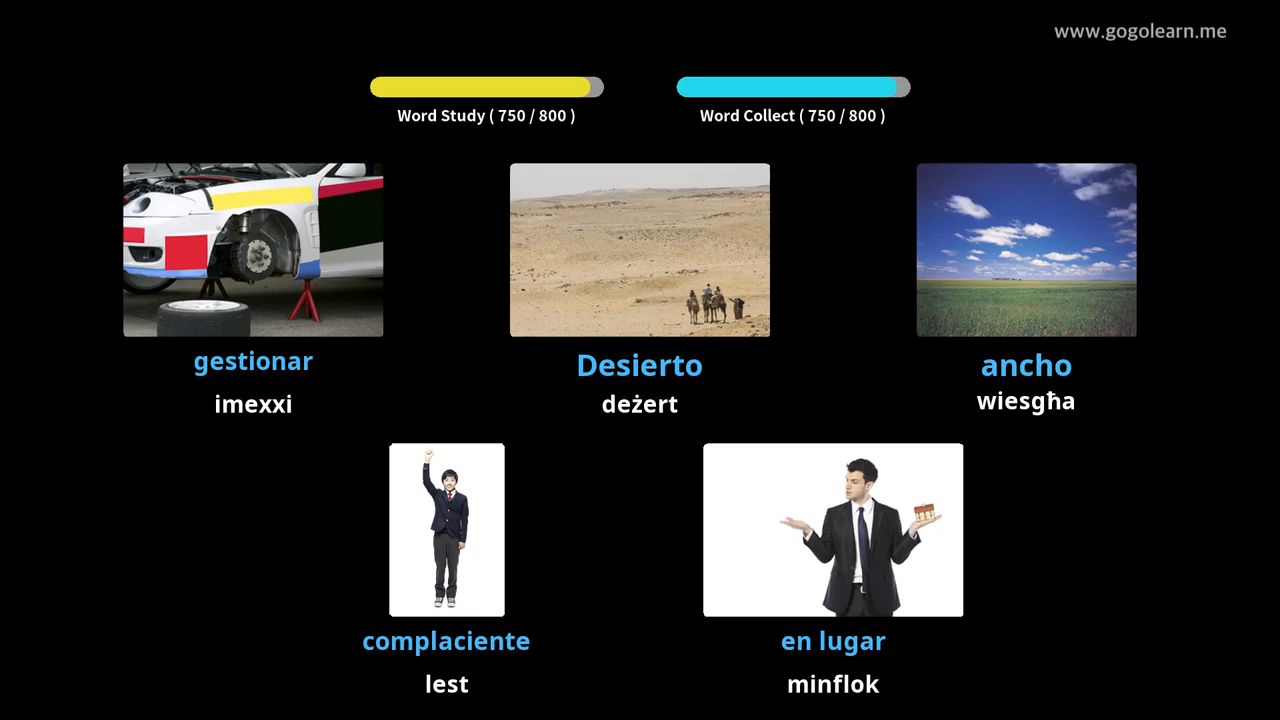 www.gogolearn.me
Word Study ( 750 / 800 )
Word Collect ( 750 / 800 )
gestionar
imexxi
Desierto
deżert
ancho
wiesgħa
complaciente
lest
en lugar
minflok